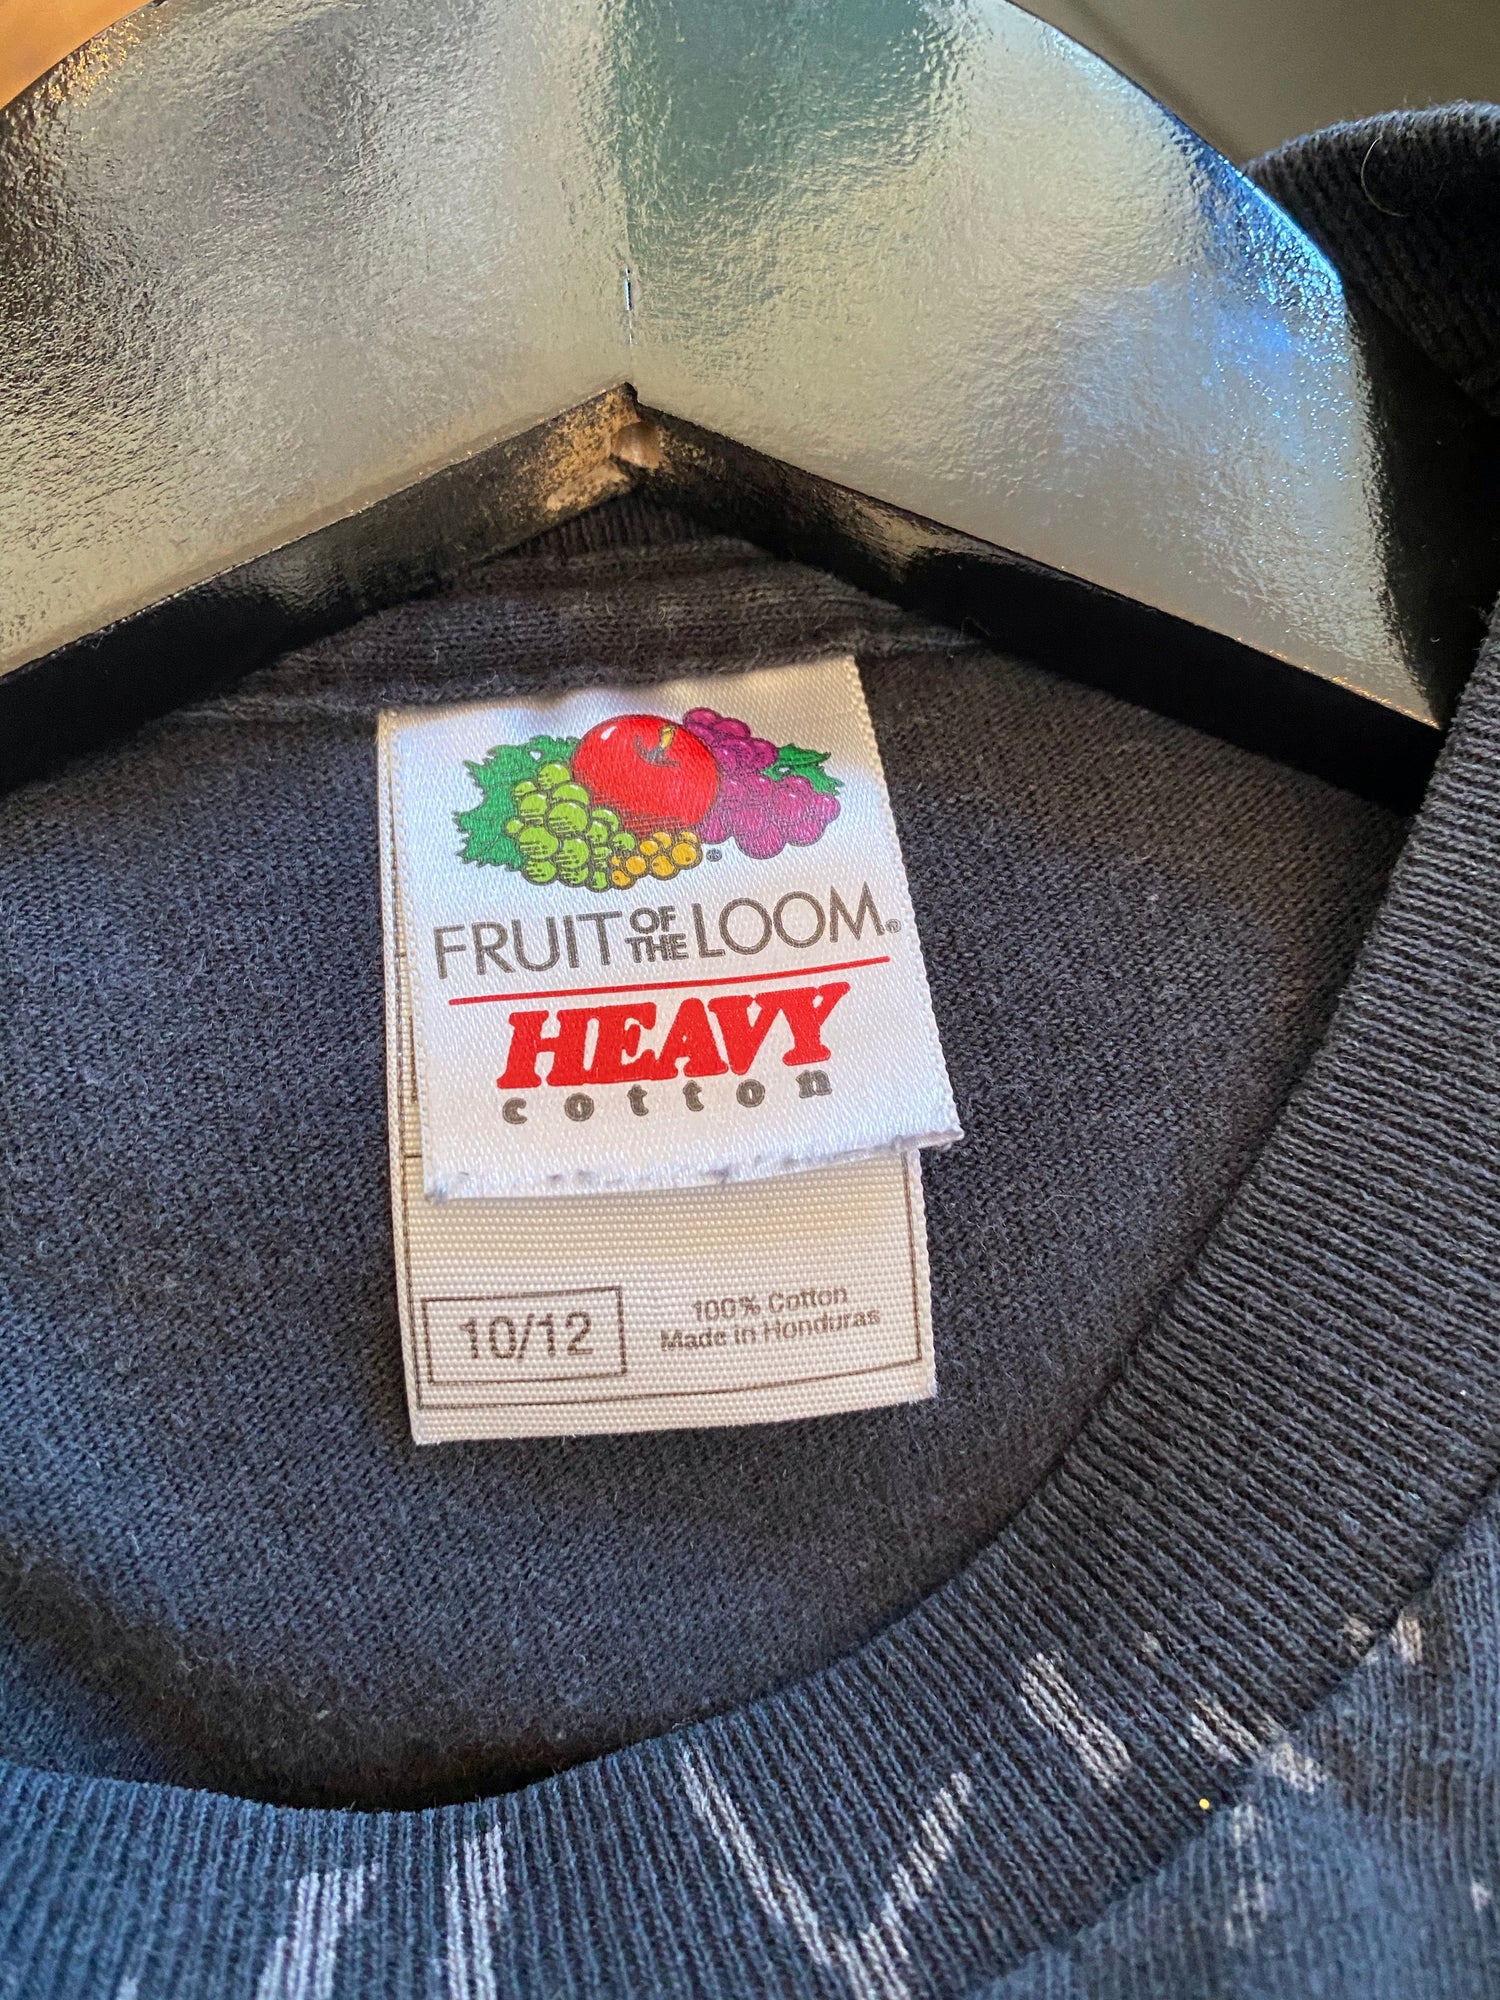 FRUIT OF THE LOOM®
HEAVY
cotton
10/12
100% Cotton
Made in Honduras